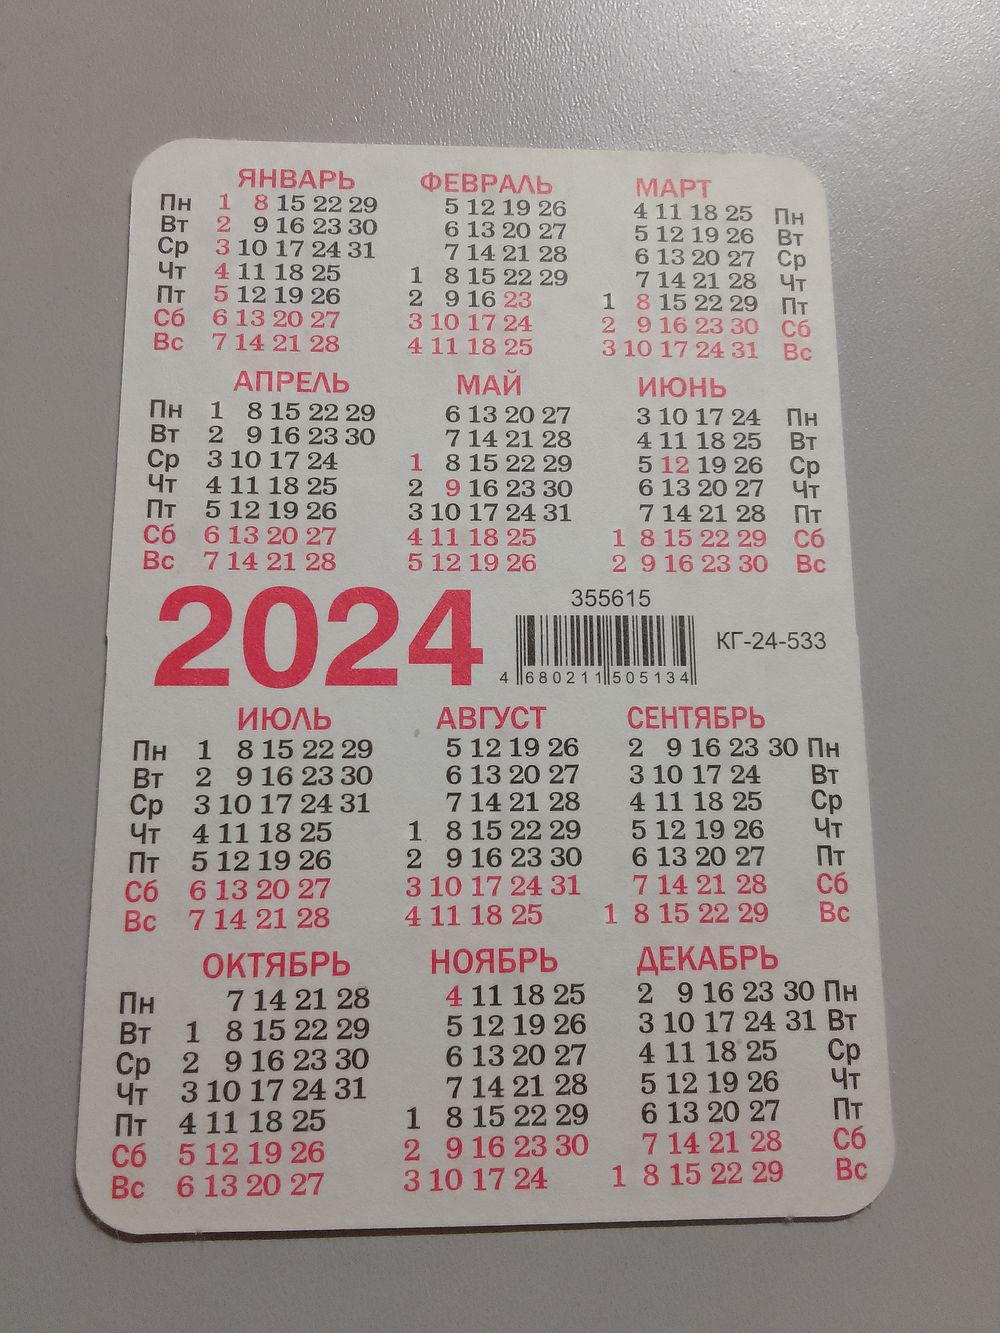 ЯНВАРЬ ФЕВРАЛЬ МАРТ
Пн 1 8 15 22 29 5 12 19 26 4 11 18 25 Пн
Вт 2 9 16 23 30 6 13 20 27 5 12 19 26 Вт
Ср 3 10 17 24 31 7 14 21 28 6 13 20 27 Ср
Чт 4 11 18 25 1 8 15 22 29 7 14 21 28 Чт
Пт 5 12 19 26 2 9 16 23 1 8 15 22 29 Пт
Сб 6 13 20 27 3 10 17 24 2 9 16 23 30 Сб
Вс 7 14 21 28 4 11 18 25 3 10 17 24 31 Вс
АПРЕЛЬ МАЙ ИЮНЬ
Пн 1 8 15 22 29 6 13 20 27 3 10 17 24 Пн
Вт 2 9 16 23 30 7 14 21 28 4 11 18 25 Вт
Ср 3 10 17 24 1 8 15 22 29 5 12 19 26 Ср
Чт 4 11 18 25 2 9 16 23 30 6 13 20 27 Чт
Пт 5 12 19 26 3 10 17 24 31 7 14 21 28 Пт
Сб 6 13 20 27 4 11 18 25 1 8 15 22 29 Сб
Вс 7 14 21 28 5 12 19 26 2 9 16 23 30 Вс
2024
355615
4 680211 505134
КГ-24-533
ИЮЛЬ АВГУСТ СЕНТЯБРЬ
Пн 1 8 15 22 29 5 12 19 26 2 9 16 23 30 Пн
Вт 2 9 16 23 30 6 13 20 27 3 10 17 24 Вт
Ср 3 10 17 24 31 7 14 21 28 4 11 18 25 Ср
Чт 4 11 18 25 1 8 15 22 29 5 12 19 26 Чт
Пт 5 12 19 26 2 9 16 23 30 6 13 20 27 Пт
Сб 6 13 20 27 3 10 17 24 31 7 14 21 28 Сб
Вс 7 14 21 28 4 11 18 25 1 8 15 22 29 Вс
ОКТЯБРЬ НОЯБРЬ ДЕКАБРЬ
Пн 7 14 21 28 4 11 18 25 2 9 16 23 30 Пн
Вт 1 8 15 22 29 5 12 19 26 3 10 17 24 31 Вт
Ср 2 9 16 23 30 6 13 20 27 4 11 18 25 Ср
Чт 3 10 17 24 31 7 14 21 28 5 12 19 26 Чт
Пт 4 11 18 25 1 8 15 22 29 6 13 20 27 Пт
Сб 5 12 19 26 2 9 16 23 30 7 14 21 28 Сб
Вс 6 13 20 27 3 10 17 24 1 8 15 22 29 Вс